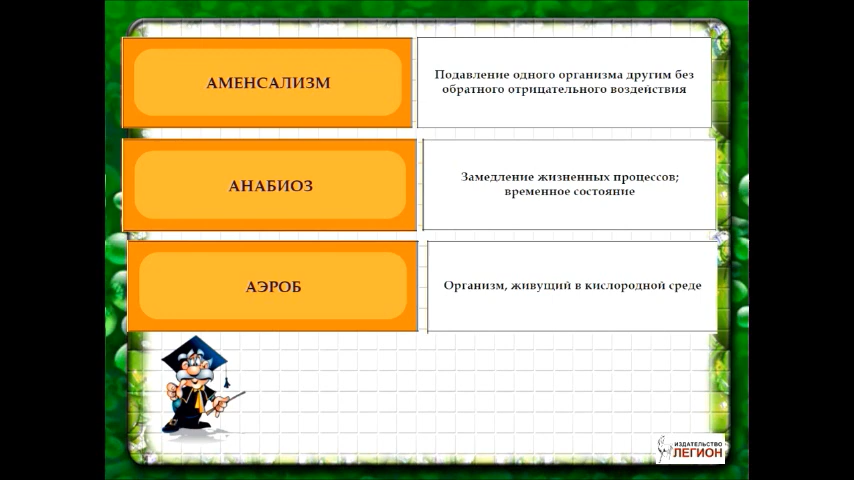 АМЕНСАЛИЗМ
Подавление одного организма другим без
обратного отрицательного воздействия
АНАБИОЗ
Замедление жизненных процессов;
временное состояние
АЭРОБ
Организм, живущий в кислородной среде
ИЗДАТЕЛЬСТВО
ЛЕГИОН